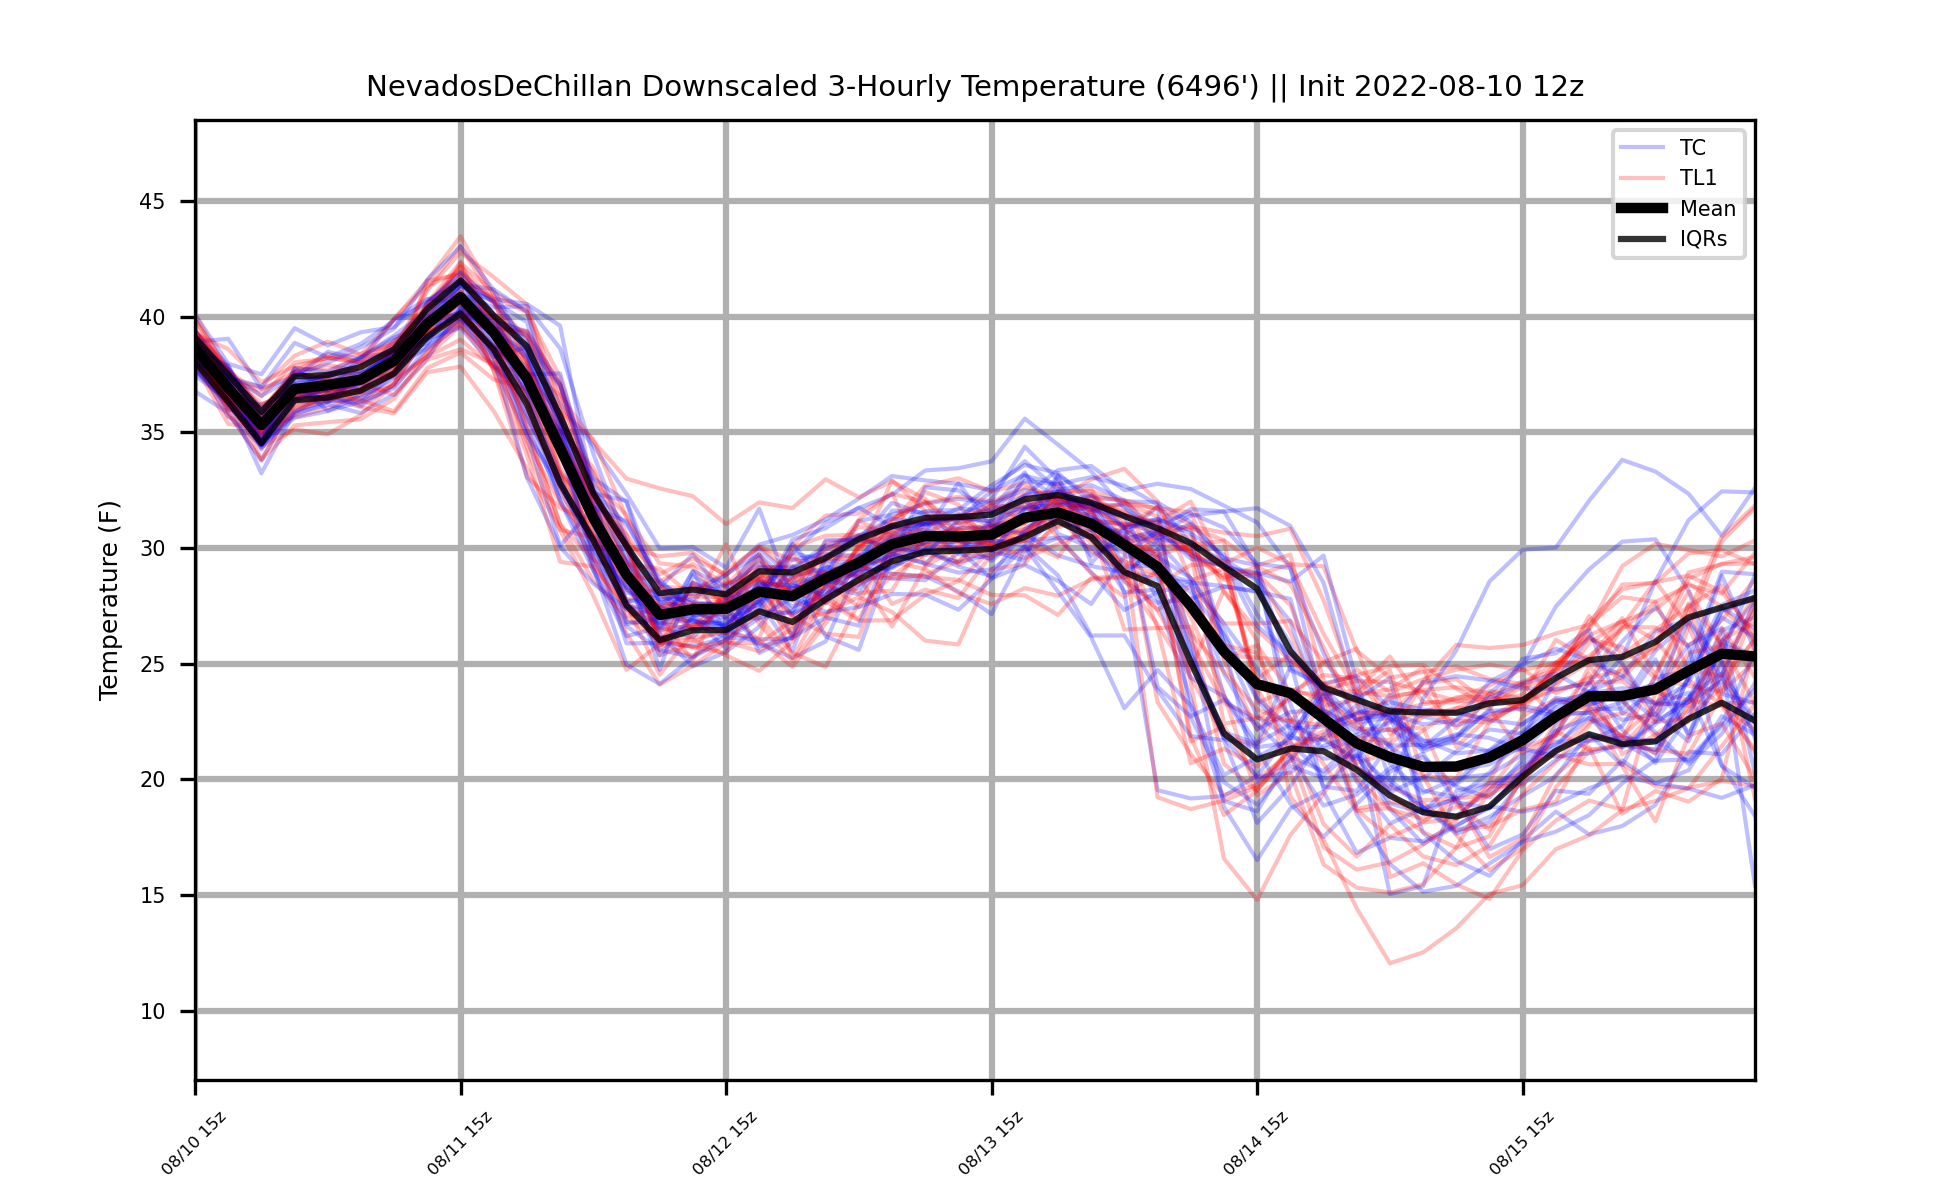 NevadosDeChillan Downscaled 3-Hourly Temperature (6496') || Init 2022-08-10 12z
TC
TL1
Mean
IQRs
Temperature (F)
45
40
35
30
25
20
15
10
08/10 15z
08/11 15z
08/12 15z
08/13 15z
08/14 15z
08/15 15z